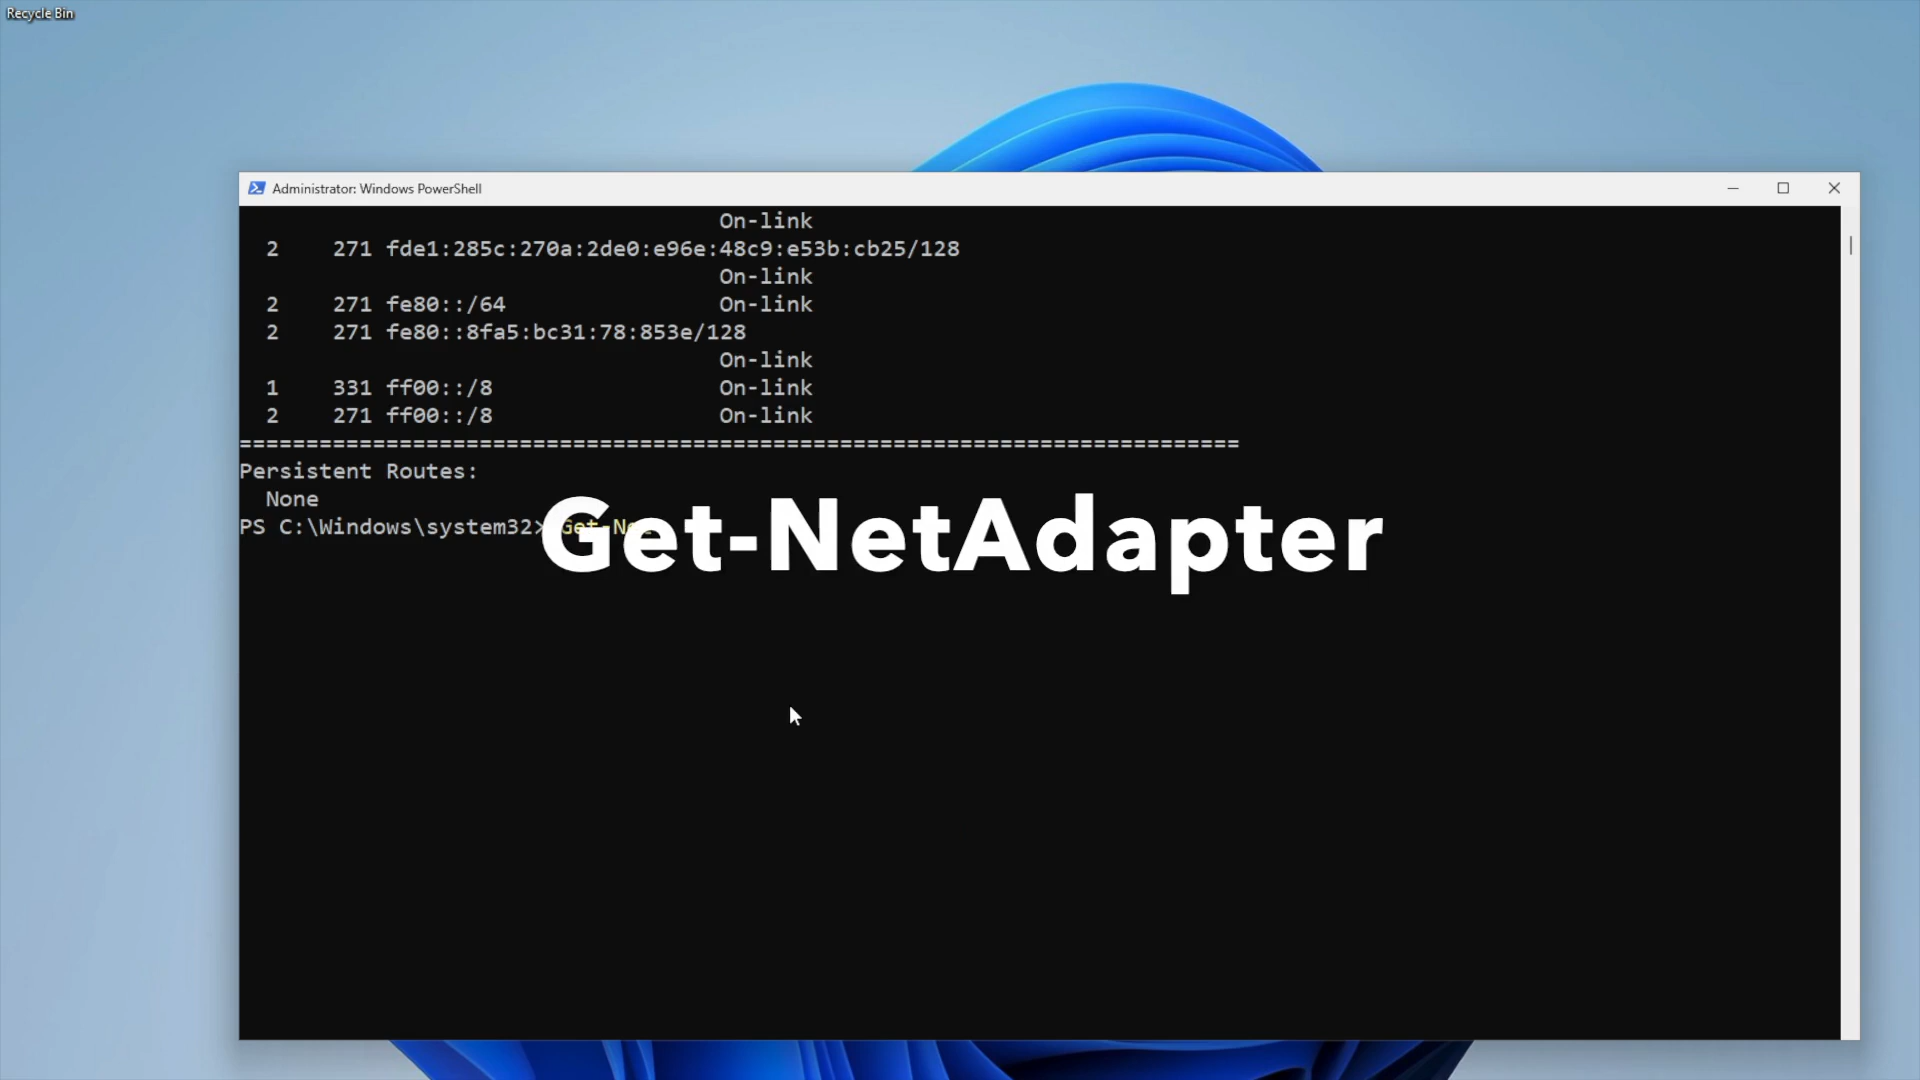 Recycle Bin
Administrator: Windows PowerShell
On-link
2 271 fde1:285c:270a:2de0:e96e:48c9:e53b:cb25/128
On-link
2 271 fe80::/64 On-link
2 271 fe80::8fa5:bc31:78:853e/128
On-link
1 331 ff00::/8 On-link
2 271 ff00::/8 On-link
===========================================================================
Persistent Routes:
None
PS C:\Windows\system32> Get-Ne
Get-NetAdapter